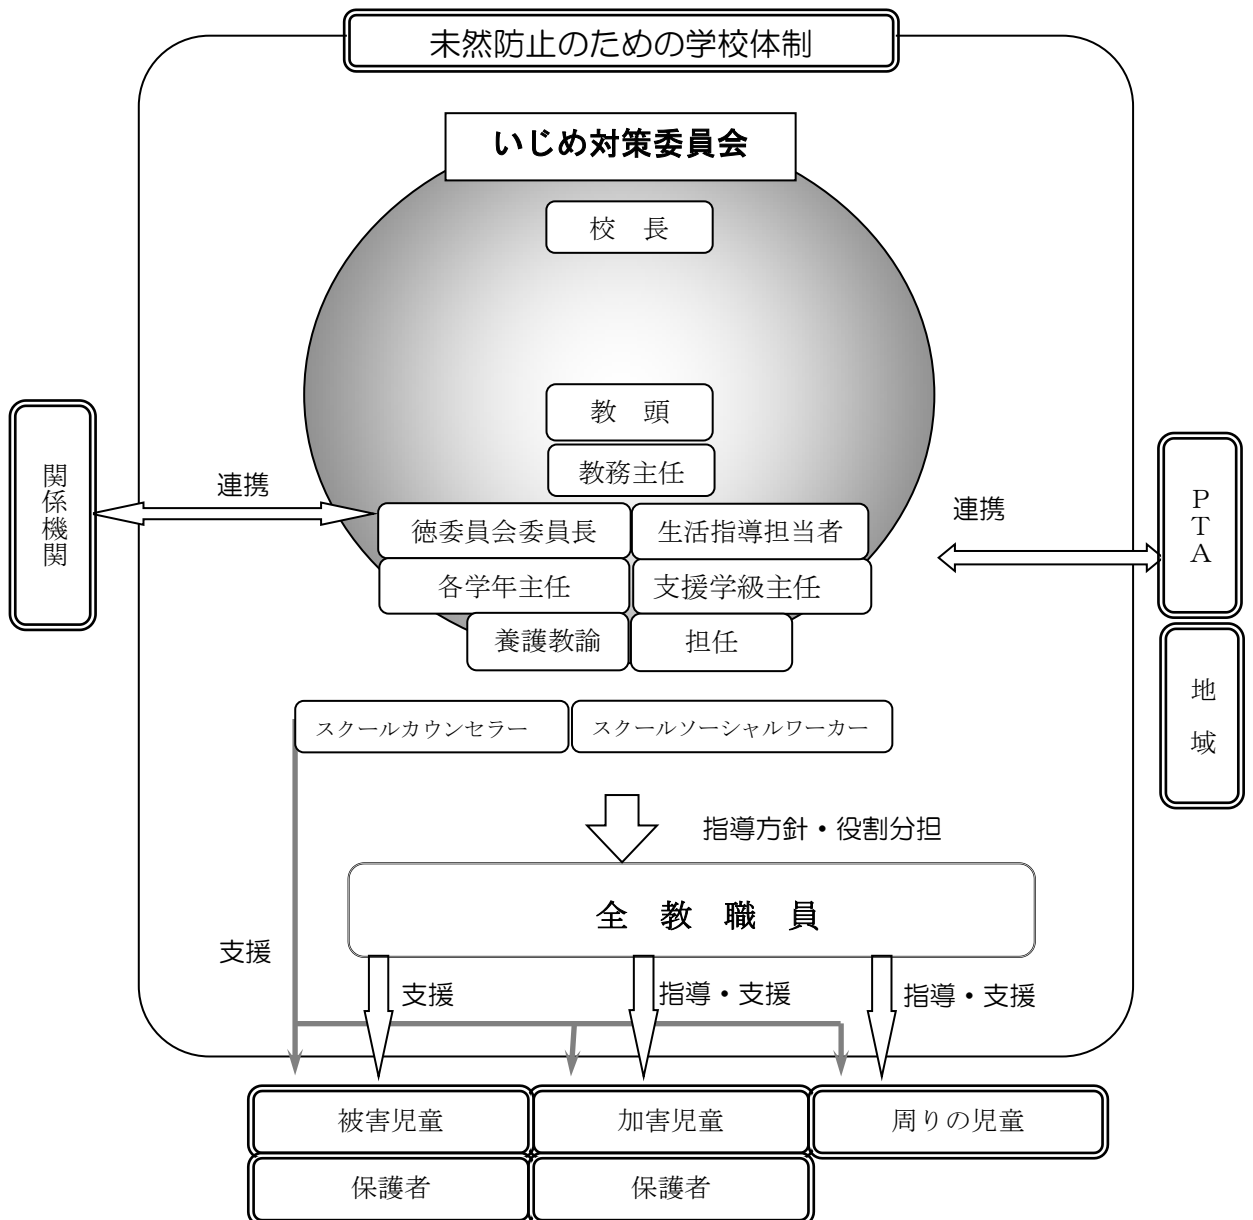 未然防止のための学校体制
いじめ対策委員会
校　長
教　頭
教務主任
徳委員会委員長
生活指導担当者
各学年主任
支援学級主任
養護教諭
担任
関係機関
連携
連携
PTA
地域
スクールカウンセラー
スクールソーシャルワーカー
指導方針・役割分担
全　教　職　員
支援
支援
指導・支援
指導・支援
被害児童
加害児童
周りの児童
保護者
保護者